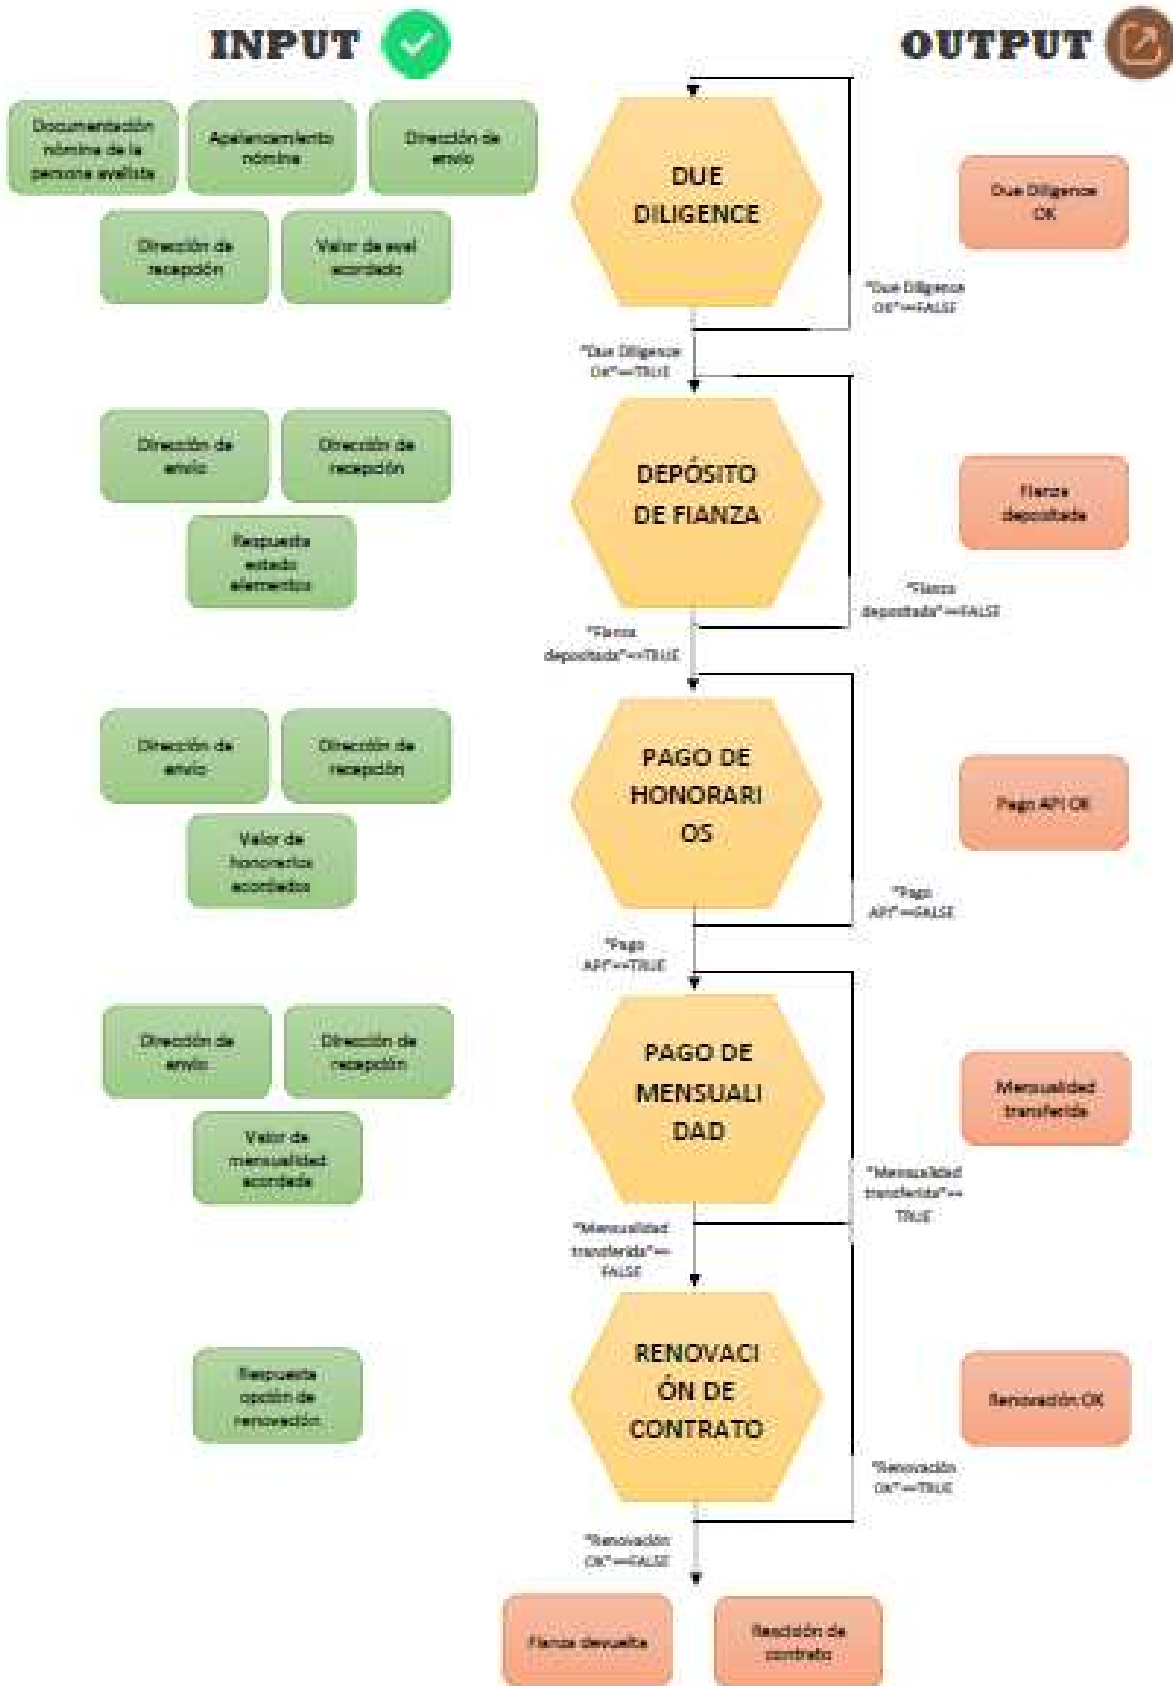 INPUT
OUTPUT
Documentación
nómina de la
persona avalista
Apalancamiento
nómina
Dirección de
envío
DUE
DILIGENCE
Due Diligence
OK
Dirección de
recepción
Valor de aval
acordado
"Due Diligence
OK"==FALSE
"Due Diligence
OK"==TRUE
Dirección de
envío
Dirección de
recepción
DEPÓSITO
DE FIANZA
Fianza
depositada
Respuesta
estado
elementos
"Fianza
depositada"==FALSE
"Fianza
depositada"==TRUE
Dirección de
envío
Dirección de
recepción
PAGO DE
HONORARI
OS
Pago API OK
Valor de
honorarios
acordados
"Pago
API"==FALSE
"Pago
API"==TRUE
Dirección de
envío
Dirección de
recepción
PAGO DE
MENSUALI
DAD
Mensualidad
transferida
Valor de
mensualidad
acordada
"Mensualidad
transferida"==
TRUE
"Mensualidad
transferida"==
FALSE
Respuesta
opción de
renovación
RENOVACI
ÓN DE
CONTRATO
Renovación OK
"Renovación
OK"==TRUE
"Renovación
OK"==FALSE
Fianza devuelta
Rescisión de
contrato